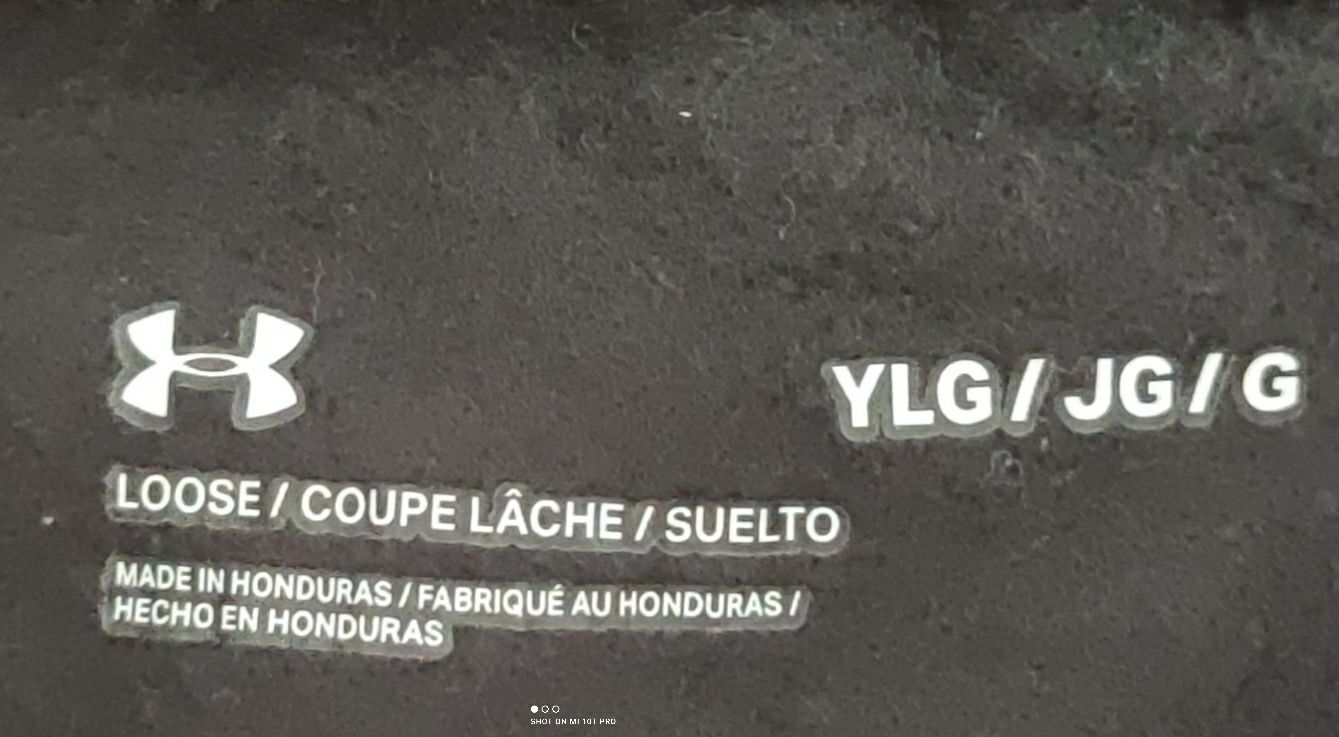 YLG / JG / G
LOOSE / COUPE LÂCHE / SUELTO
MADE IN HONDURAS / FABRIQUÉ AU HONDURAS /
HECHO EN HONDURAS
SHOT ON MI 10T PRO